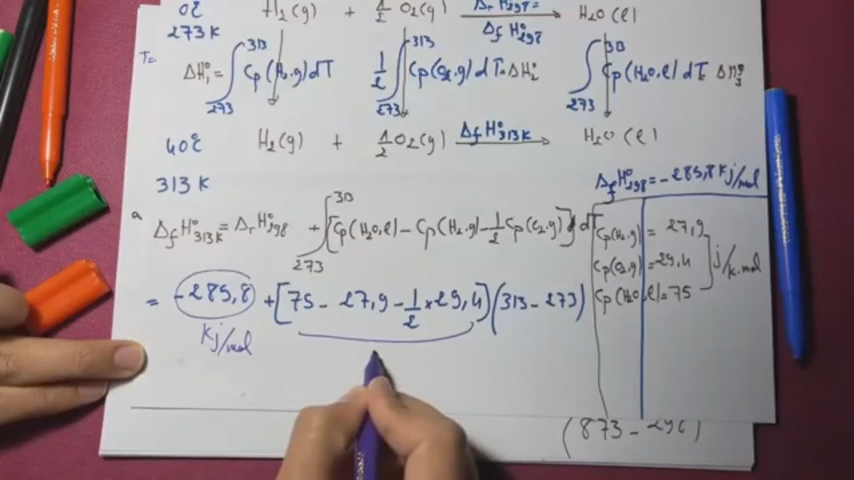 0°C H₂(g) + 1/2 O₂(g) ΔrH°298= H₂O(l)
273K ΔfH°298
T= ΔH°₁= ∫273 313 Cp(H₂.g)dT 1/2 ∫273 313 Cp(O₂.g)dT=ΔH°₂ ∫273 313 Cp(H₂O,l)dT= ΔH°₃
40°C H₂(g) + 1/2 O₂(g) ΔfH°313K H₂O(l)
313K
ΔfH°298=-285,8Kj/mol
a ΔfH°313K=ΔrH°298 + ∫273 313 [Cp(H₂O,l)-Cp(H₂.g)-1/2 Cp(O₂.g)]dT
Cp(H₂.g) = 27,9
Cp(O₂,g)=29,4 j/k.mol
Cp(H₂O,l)=75
= -285,8 +[75-27,9-1/2×29,4](313-273)
Kj/mol
(873-